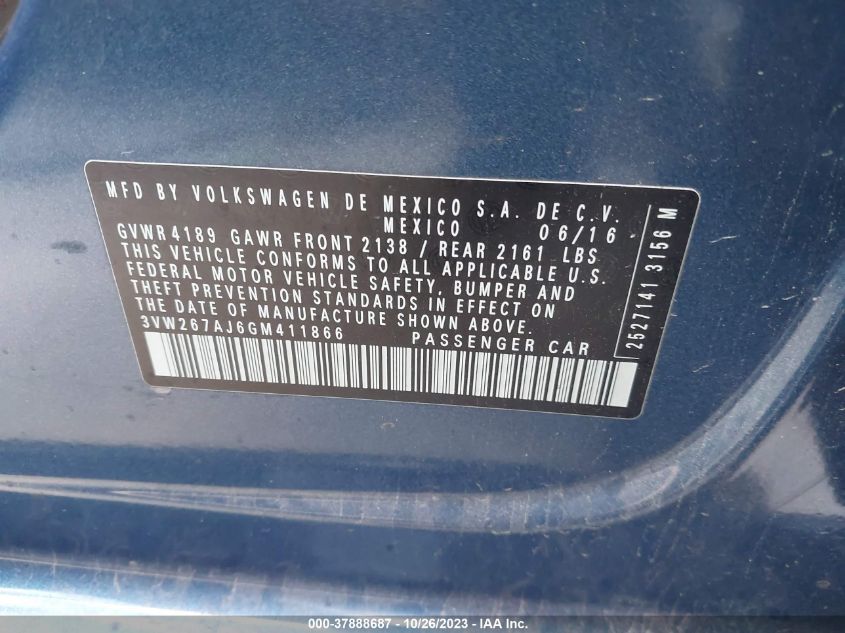 MFD BY VOLKSWAGEN DE MEXICO S.A. DE C.V.
MEXICO 06/16
GVWR 4189 GAWR FRONT 2138 / REAR 2161 LBS
THIS VEHICLE CONFORMS TO ALL APPLICABLE U.S.
FEDERAL MOTOR VEHICLE SAFETY, BUMPER AND
THEFT PREVENTION STANDARDS IN EFFECT ON
THE DATE OF MANUFACTURE SHOWN ABOVE.
3VW267AJ6GM411866 PASSENGER CAR
2527141 3156 M
000-37888687 - 10/26/2023 - IAA Inc.